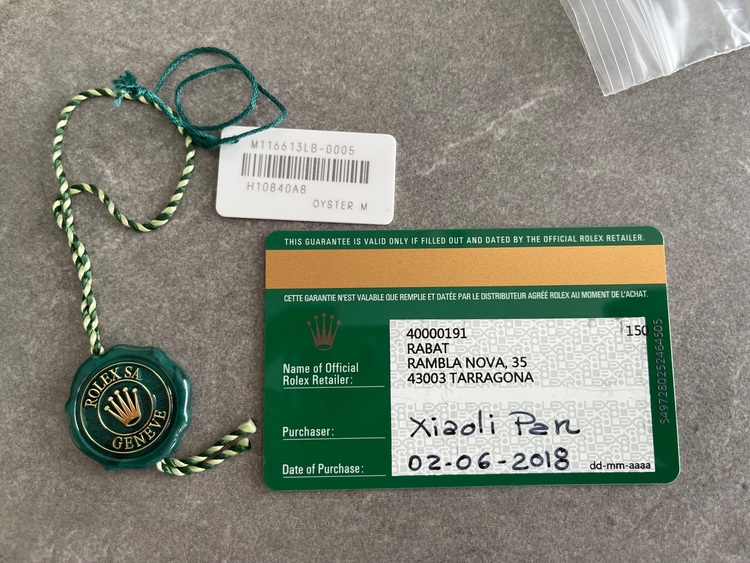 M116613LB-0005
H10840A8
OYSTER M
THIS GUARANTEE IS VALID ONLY IF FILLED OUT AND DATED BY THE OFFICIAL ROLEX RETAILER.
CETTE GARANTIE N'EST VALABLE QUE REMPLIE ET DATÉE PAR LE DISTRIBUTEUR AGRÉÉ ROLEX AU MOMENT DE L'ACHAT.
40000191 150
RABAT
RAMBLA NOVA, 35
43003 TARRAGONA
Name of Official
Rolex Retailer:
Purchaser: Xiaoli Pan
Date of Purchase: 02-06-2018 dd-mm-aaaa
5497280252464505
ROLEX SA
GENEVE